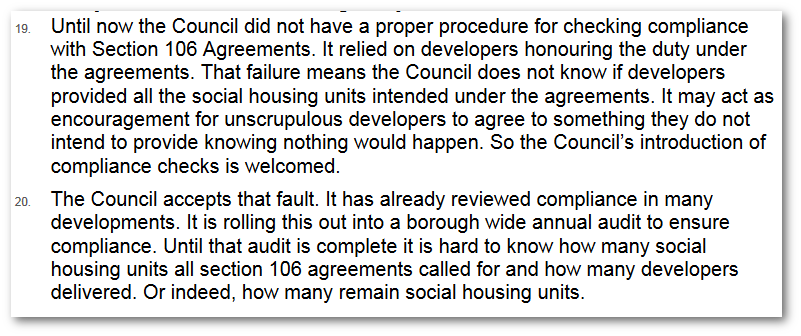 19. Until now the Council did not have a proper procedure for checking compliance
with Section 106 Agreements. It relied on developers honouring the duty under
the agreements. That failure means the Council does not know if developers
provided all the social housing units intended under the agreements. It may act as
encouragement for unscrupulous developers to agree to something they do not
intend to provide knowing nothing would happen. So the Council's introduction of
compliance checks is welcomed.
20. The Council accepts that fault. It has already reviewed compliance in many
developments. It is rolling this out into a borough wide annual audit to ensure
compliance. Until that audit is complete it is hard to know how many social
housing units all section 106 agreements called for and how many developers
delivered. Or indeed, how many remain social housing units.